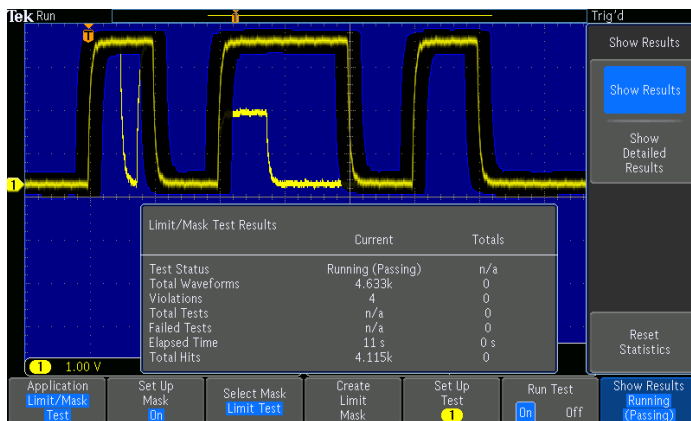 Tek Run
Trig'd
T
T
Show Results
Show Results
Show
Detailed
Results
1
Limit/Mask Test Results
Current Totals
Test Status Running (Passing) n/a
Total Waveforms 4.633k 0
Violations 4 0
Total Tests n/a 0
Failed Tests n/a 0
Elapsed Time 11 s 0 s
Total Hits 4.115k 0
Reset
Statistics
1 1.00 V
Application
Limit/Mask
Test
Set Up
Mask
On
Select Mask
Limit Test
Create
Limit
Mask
Set Up
Test
1
Run Test
On Off
Show Results
Running
(Passing)